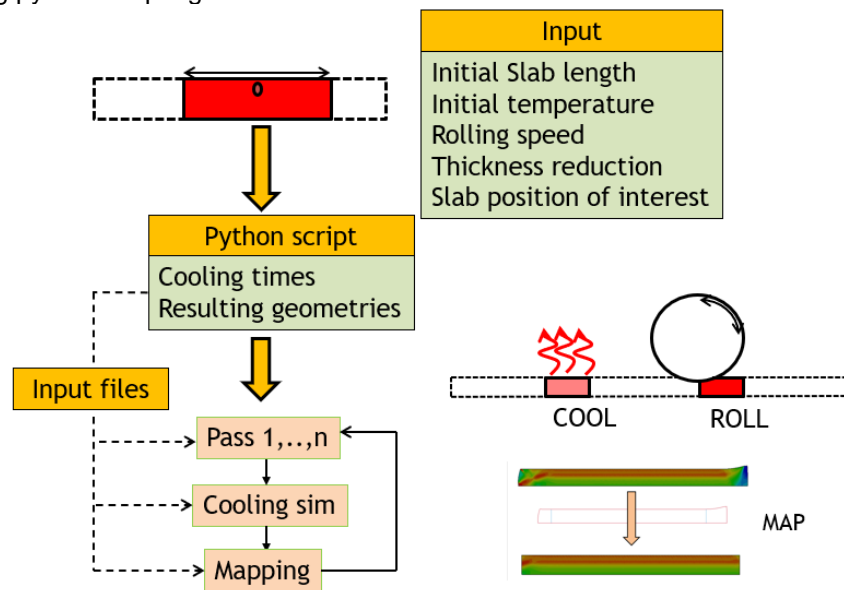 Input
Initial Slab length
Initial temperature
Rolling speed
Thickness reduction
Slab position of interest
Python script
Cooling times
Resulting geometries
Input files
Pass 1,..,n
Cooling sim
Mapping
COOL
ROLL
MAP